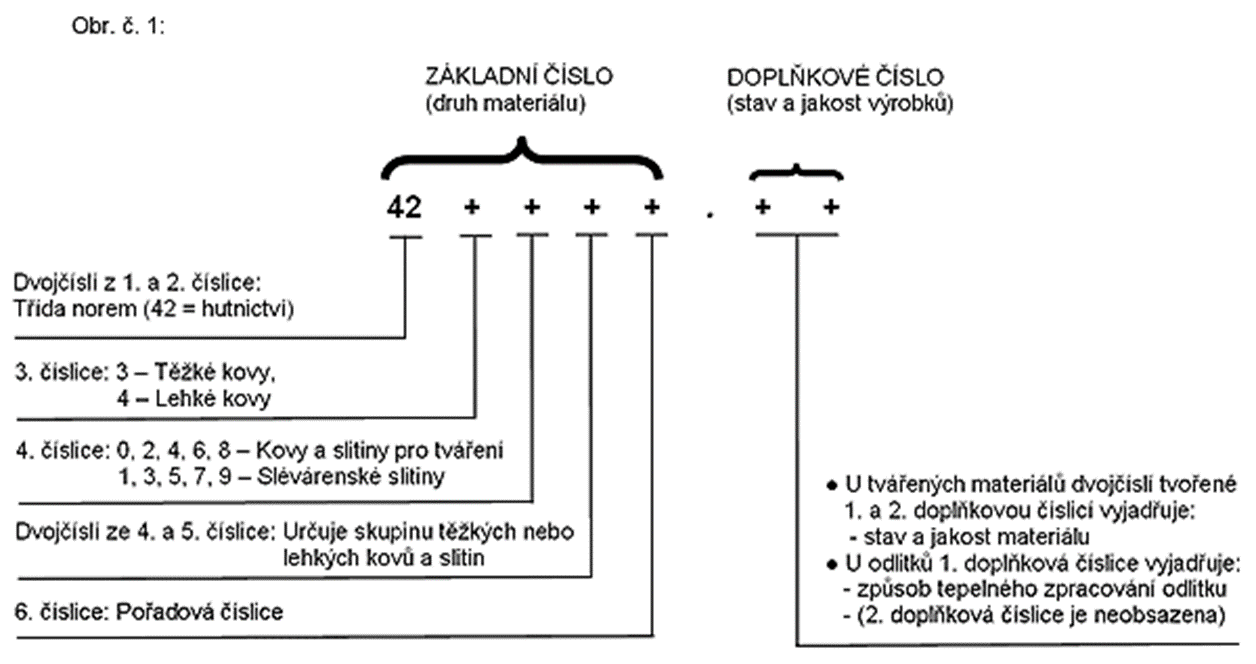 Obr. č. 1:
ZÁKLADNÍ ČÍSLO
(druh materiálu)
DOPLŇKOVÉ ČÍSLO
(stav a jakost výrobků)
42 + + + + . + +
Dvojčísli z 1. a 2. číslice:
Třída norem (42 = hutnictvi)
3. číslice: 3 – Těžké kovy,
4 – Lehké kovy
4. číslice: 0, 2, 4, 6, 8 – Kovy a slitiny pro tváření
1, 3, 5, 7, 9 – Slévárenské slitiny
Dvojčísli ze 4. a 5. číslice: Určuje skupinu těžkých nebo
lehkých kovů a slitin
6. číslice: Pořadová číslice
● U tvářených materiálů dvojčísli tvořené
1. a 2. doplňkovou číslicí vyjadřuje:
- stav a jakost materiálu
● U odlitků 1. doplňková číslice vyjadřuje:
- způsob tepelného zpracování odlitku
- (2. doplňková číslice je neobsazena)